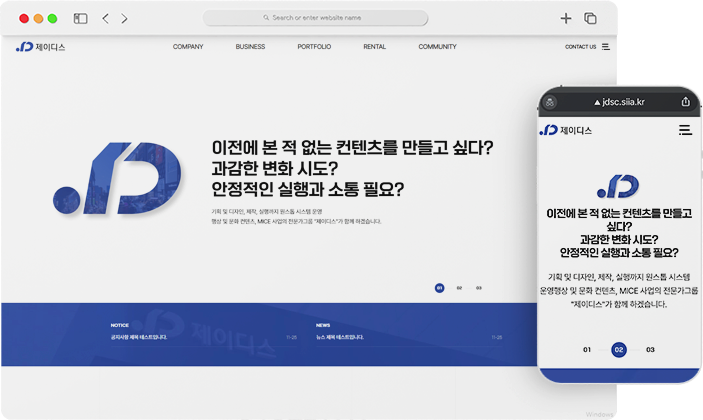 Search or enter website name
제이디스
COMPANY
BUSINESS
PORTFOLIO
RENTAL
COMMUNITY
CONTACT US
이전에 본 적 없는 컨텐츠를 만들고 싶다?
과감한 변화 시도?
안정적인 실행과 소통 필요?
기획 및 디자인, 제작, 실행까지 원스톱 시스템 운영
행상 및 문화 컨텐츠, MICE 사업의 전문가그룹 "제이디스"가 함께 하겠습니다.
01 02 03
제이디스
NOTICE
공지사항 제목 테스트입니다.
11-25
NEWS
뉴스 제목 테스트입니다.
11-25
jdsc.siia.kr
제이디스
이전에 본 적 없는 컨텐츠를 만들고
싶다?
과감한 변화 시도?
안정적인 실행과 소통 필요?
기획 및 디자인, 제작, 실행까지 원스톱 시스템
운영행상 및 문화 컨텐츠, MICE 사업의 전문가그룹
"제이디스"가 함께 하겠습니다.
01 02 03
Windows